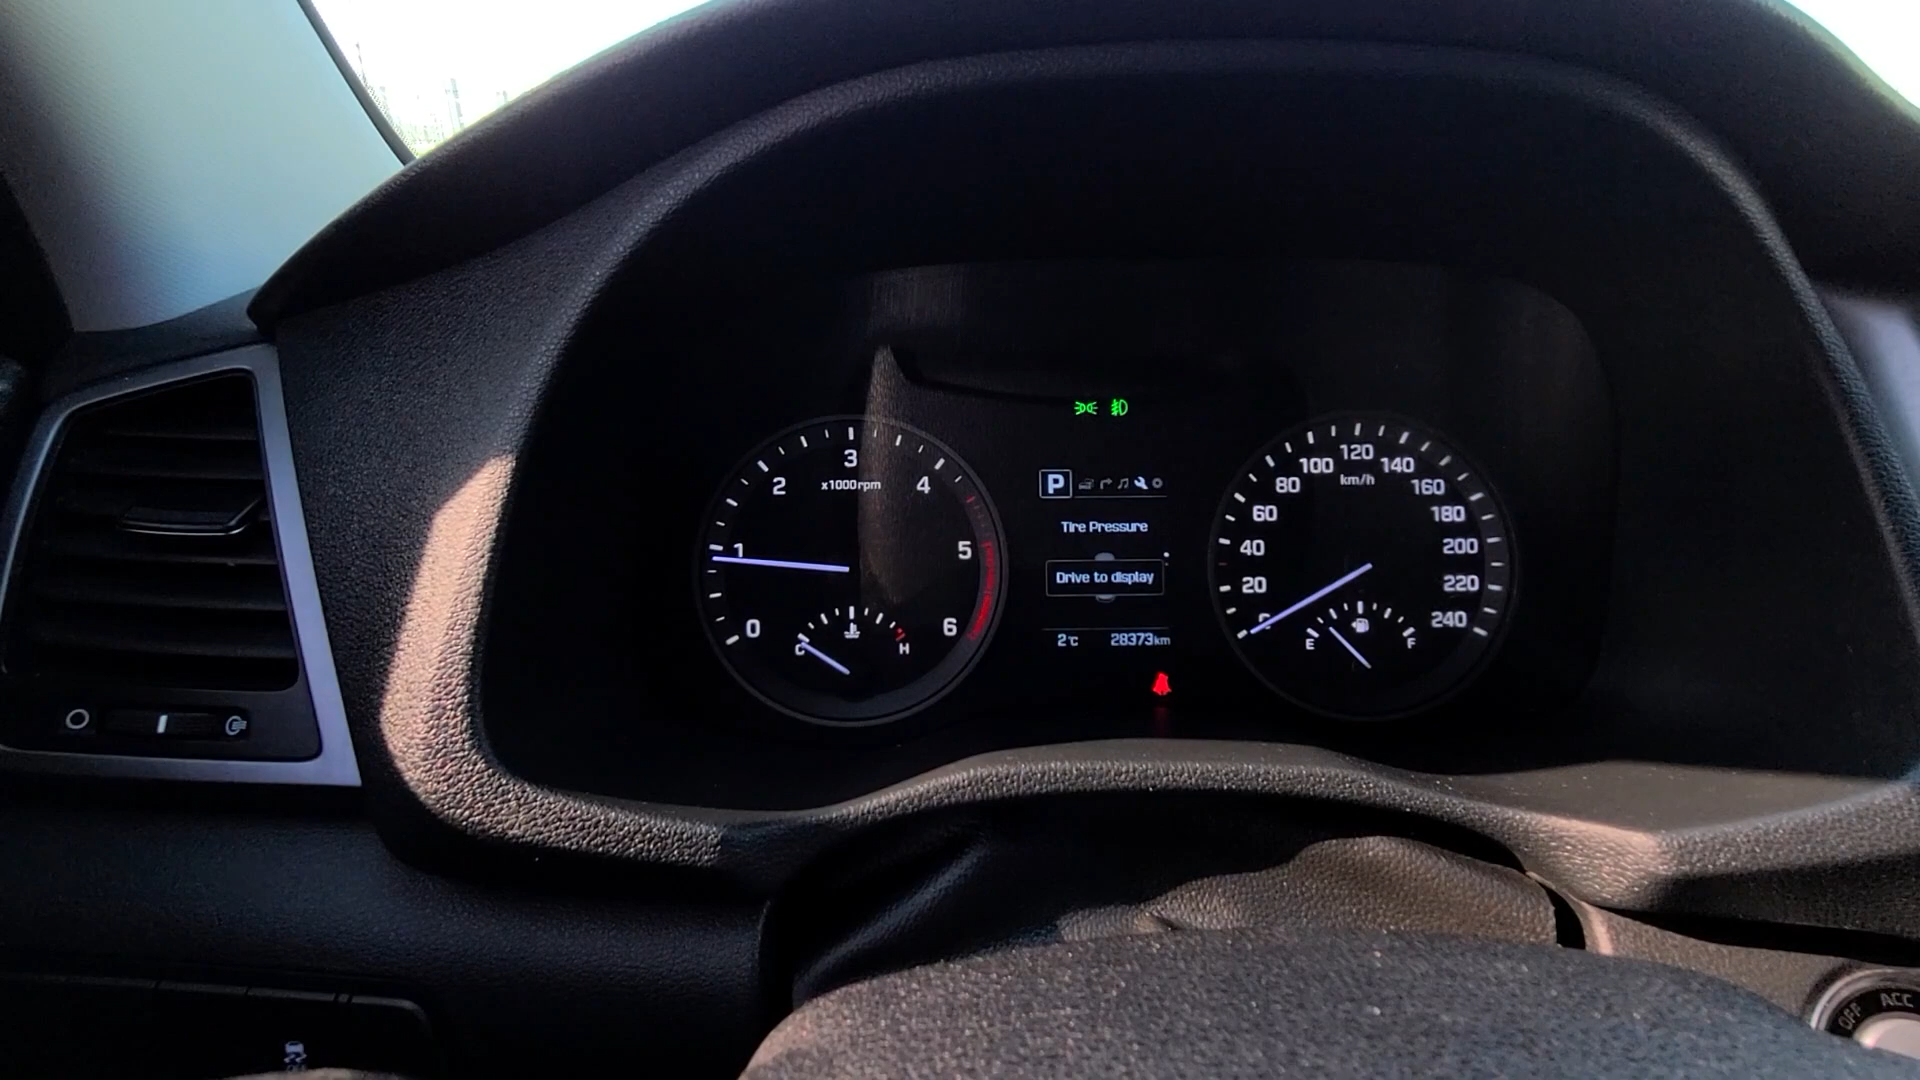 0
1
2
3
4
5
6
x1000rpm
C
H
P
Tire Pressure
Drive to display
2°C
28373km
20
40
60
80
100
120
140
160
180
200
220
240
km/h
E
F
OFF
ACC